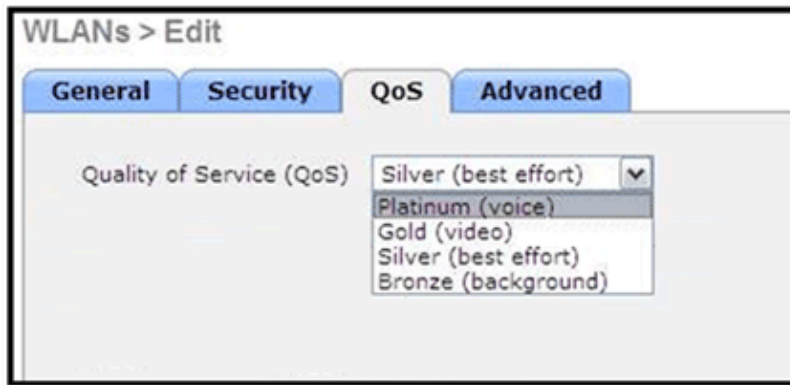 WLANs > Edit
General Security QoS Advanced
Quality of Service (QoS) Silver (best effort)
Platinum (voice)
Gold (video)
Silver (best effort)
Bronze (background)